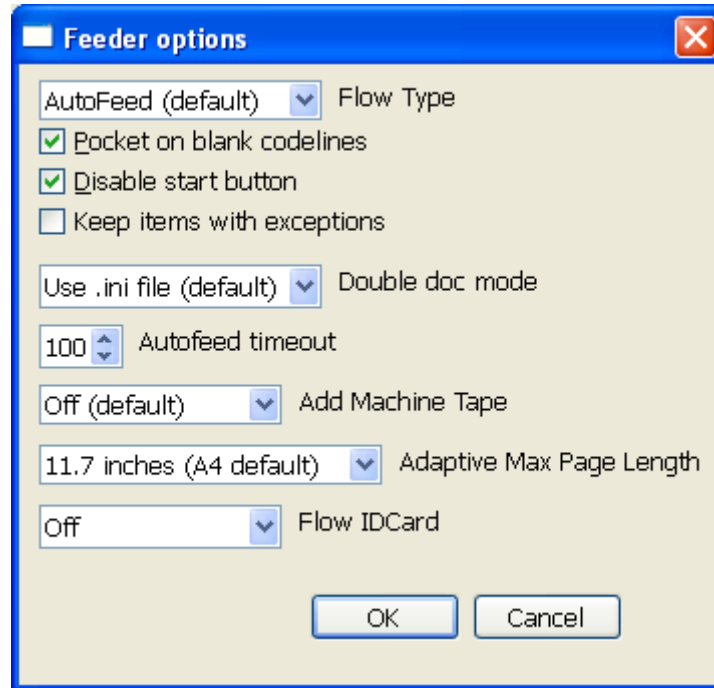 Feeder options
AutoFeed (default) Flow Type
Pocket on blank codelines
Disable start button
Keep items with exceptions
Use .ini file (default) Double doc mode
100 Autofeed timeout
Off (default) Add Machine Tape
11.7 inches (A4 default) Adaptive Max Page Length
Off Flow IDCard
OK Cancel